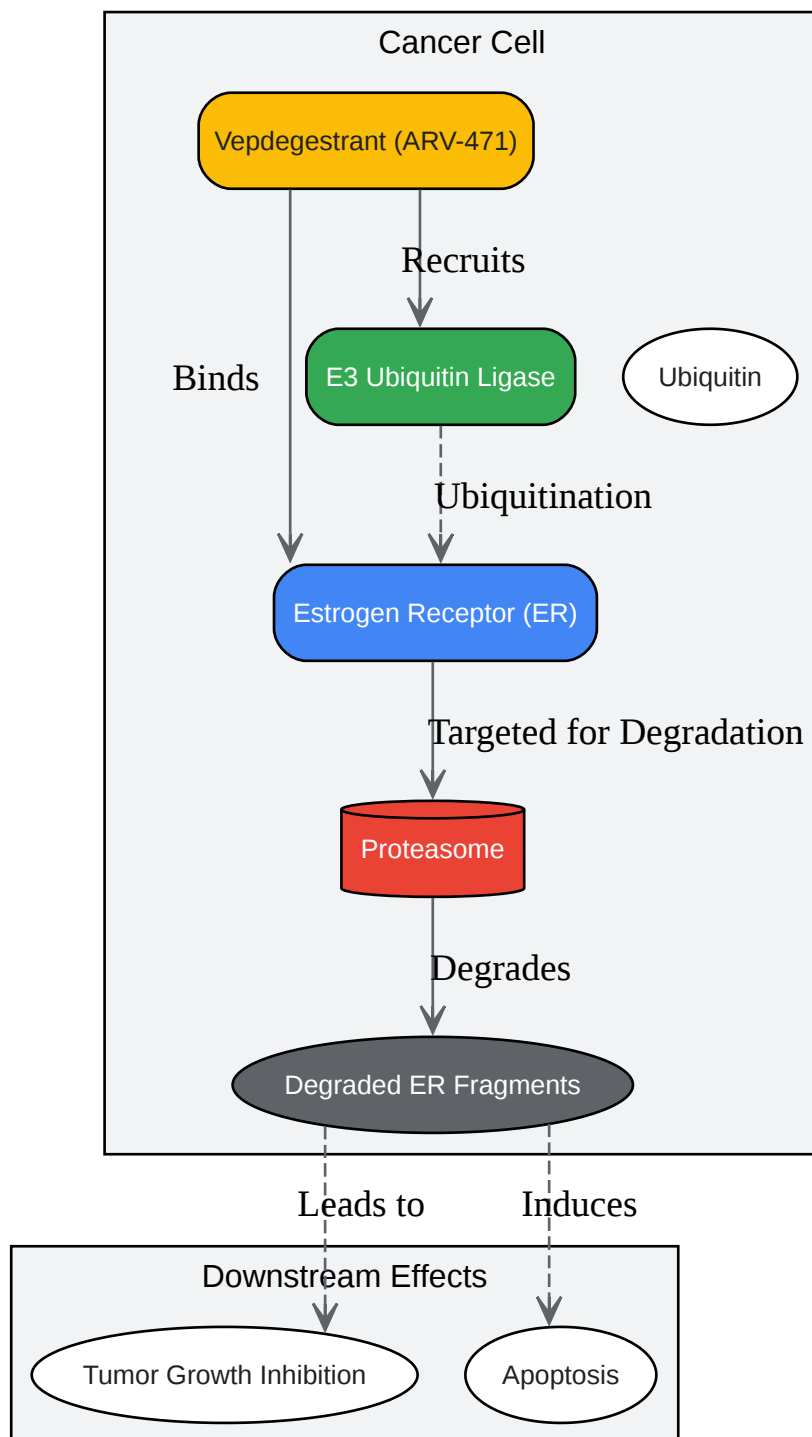 Cancer Cell
Vepdegestrant (ARV-471)
Recruits
Binds
E3 Ubiquitin Ligase
Ubiquitin
Ubiquitination
Estrogen Receptor (ER)
Targeted for Degradation
Proteasome
Degrades
Degraded ER Fragments
Leads to
Induces
Downstream Effects
Tumor Growth Inhibition
Apoptosis